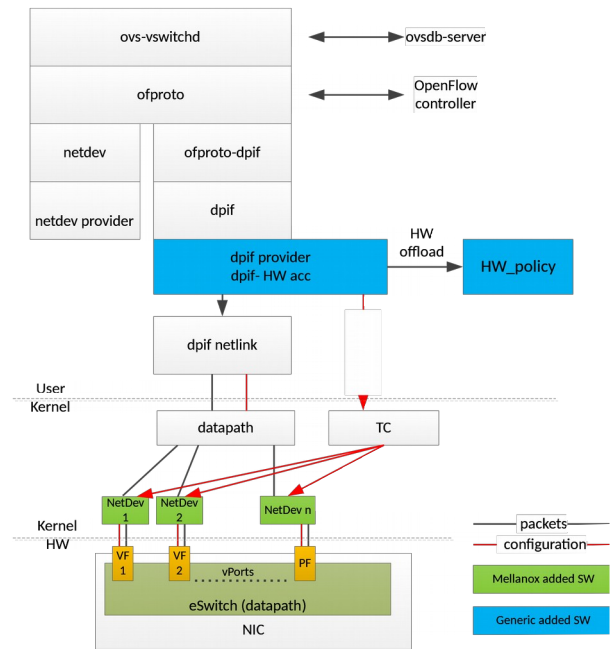 ovs-vswitchd
ovsdb-server
ofproto
OpenFlow
controller
netdev
ofproto-dpif
netdev provider
dpif
dpif provider
dpif- HW acc
HW
offload
HW_policy
dpif netlink
User
Kernel
datapath
TC
NetDev
1
NetDev
2
NetDev n
Kernel
HW
VF
1
VF
2
vPorts
PF
eSwitch (datapath)
NIC
packets
configuration
Mellanox added SW
Generic added SW